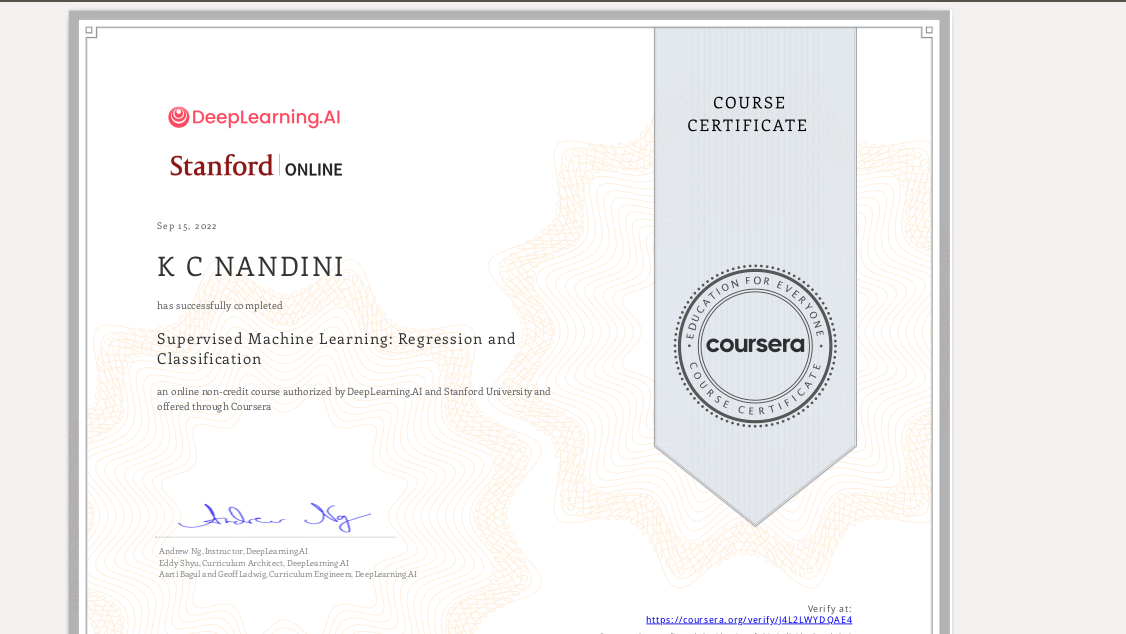 DeepLearning.AI
Stanford ONLINE
COURSE
CERTIFICATE
Sep 15, 2022
K C NANDINI
has successfully completed
Supervised Machine Learning: Regression and
Classification
an online non-credit course authorized by DeepLearning.AI and Stanford University and
offered through Coursera
EDUCATION FOR EVERYONE
coursera
COURSE CERTIFICATE
Andrew Ng
Andrew Ng, Instructor, DeepLearning.AI
Eddy Shyu, Curriculum Architect, DeepLearning.AI
Aarti Bagul and Geoff Ladwig, Curriculum Engineers, DeepLearning.AI
Verify at:
https://coursera.org/verify/J4L2LWYDQAE4